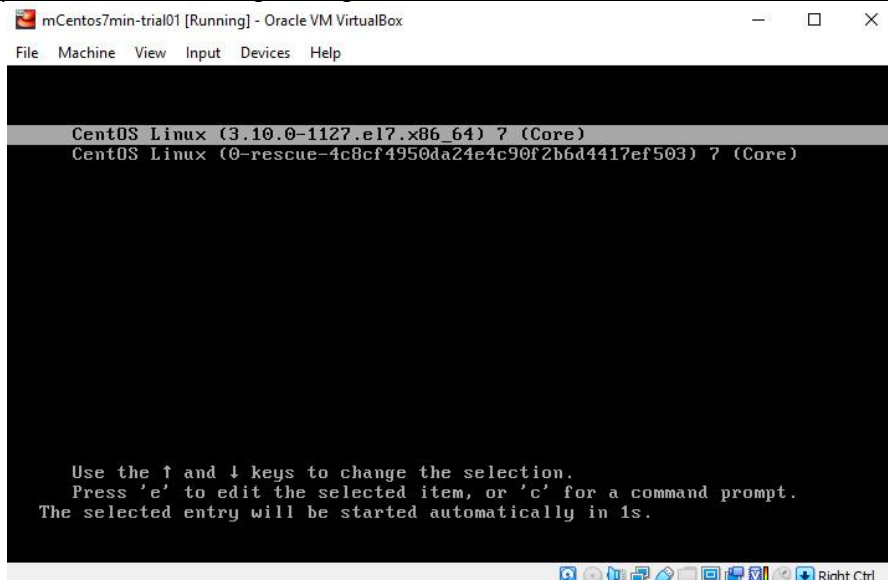 mCentos7min-trial01 [Running] - Oracle VM VirtualBox
File Machine View Input Devices Help
CentOS Linux (3.10.0-1127.el7.x86_64) 7 (Core)
CentOS Linux (0-rescue-4c8cf4950da24e4c90f2b6d4417ef503) 7 (Core)
Use the ↑ and ↓ keys to change the selection.
Press 'e' to edit the selected item, or 'c' for a command prompt.
The selected entry will be started automatically in 1s.
Right Ctrl